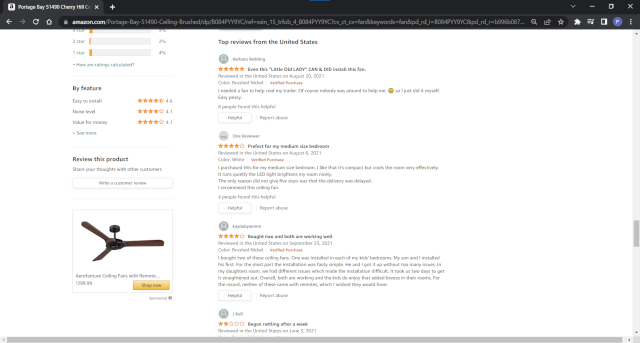 Portage Bay 51490 Cherry Hill C
amazon.com/Portage-Bay-51490-Ceiling-Brushed/dp/B084PYY9YC/
2 star 2%
1 star 4%
How are ratings calculated?
By feature
Easy to install 4.6
Noise level 4.1
Value for money 4.1
See more
Review this product
Share your thoughts with other customers
Write a customer review
Aerofanture Ceiling Fans with Remote...
Shop now
Sponsored
Top reviews from the United States
Barbara Redding
Even this "Little Old LADY" CAN & DID install this fan.
Reviewed in the United States on August 20, 2021
Color: Brushed Nickel | Verified Purchase
I needed a fan to help cool my trailer. Of course nobody was around to help me. 😀 so I just did it myself.
Easy peasy.
8 people found this helpful
Helpful | Report abuse
One Reviewer
Prefect for my medium size bedroom
Reviewed in the United States on August 6, 2021
Color: White | Verified Purchase
I purchased this for my medium size bedroom. I like that it's compact but cools the room very effectively.
It runs quietly the LED light brightens my room nicely.
The only reason did not give five stars was that the delivery was delayed.
I recommend this ceiling fan.
4 people found this helpful
Helpful | Report abuse
Bought two and both are working well
Reviewed in the United States on September 23, 2021
Color: Brushed Nickel | Verified Purchase
I bought two of these ceiling fans. One was installed in each of my kids' bedrooms. My son and I installed
his first. For the most part the installation was fairly simple. He and I got it up without too many issues. In
my daughters room, we had different issues which made the installation difficult. It took us two days to get
it straightened out. Overall, both are working and the kids do enjoy that added breeze in their rooms. For
the record, neither of these came with remotes, which I wished they would have.
Helpful | Report abuse
J Kell
Began rattling after a week
Reviewed in the United States on June 5, 2021